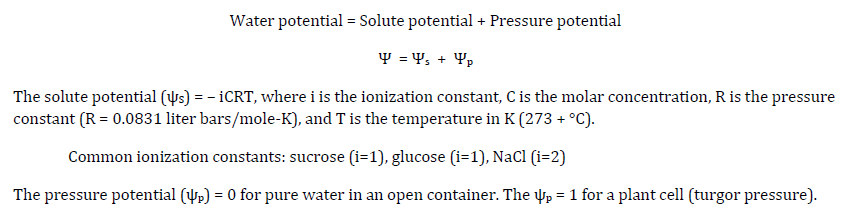 Water potential = Solute potential + Pressure potential
Ψ = Ψs + Ψp
The solute potential (ψs) = – iCRT, where i is the ionization constant, C is the molar concentration, R is the pressure
constant (R = 0.0831 liter bars/mole-K), and T is the temperature in K (273 + °C).
Common ionization constants: sucrose (i=1), glucose (i=1), NaCl (i=2)
The pressure potential (ψp) = 0 for pure water in an open container. The ψp = 1 for a plant cell (turgor pressure).